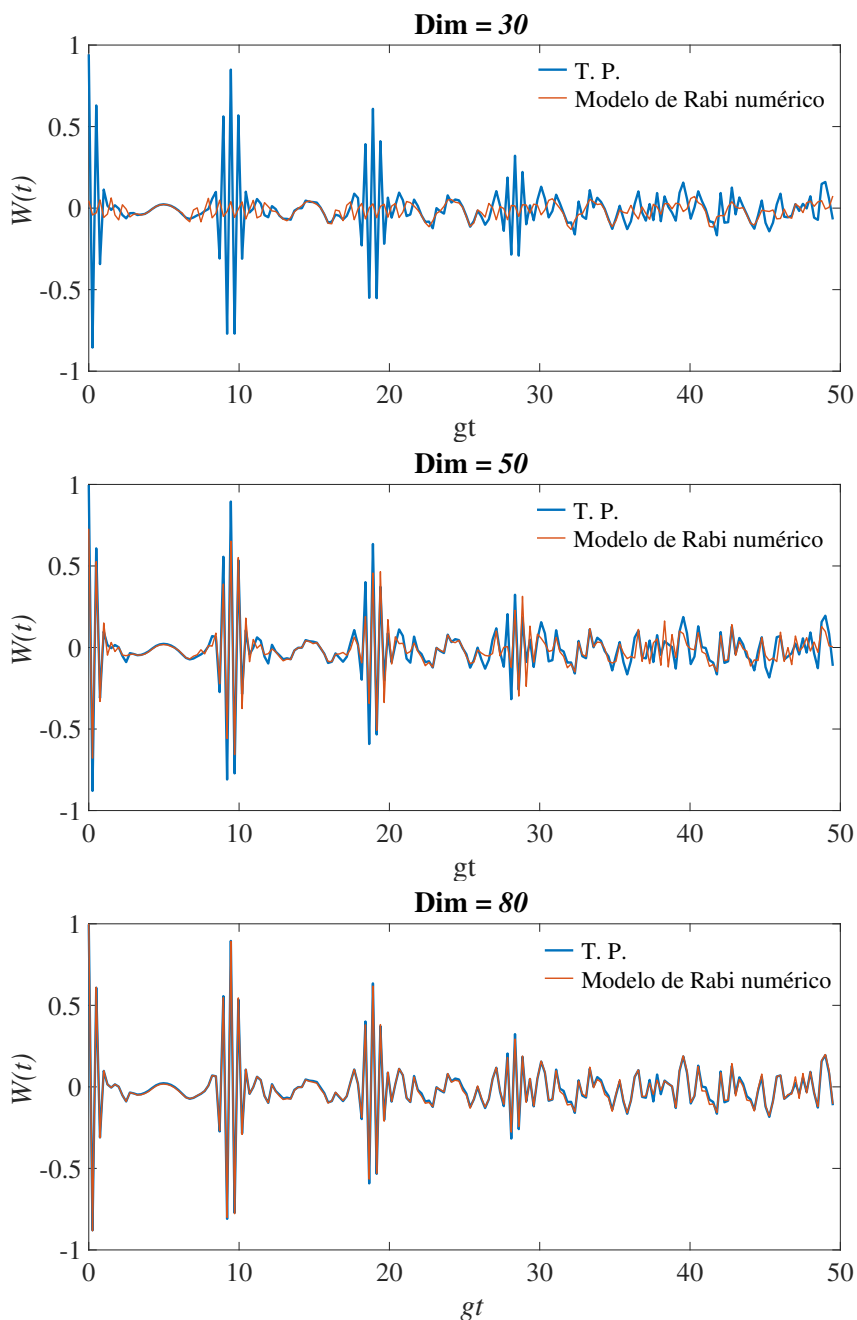 Dim = 30
1
0.5
0
-0.5
-1
W(t)
T. P.
Modelo de Rabi numérico
0 10 20 30 40 50
gt
Dim = 50
1
0.5
0
-0.5
-1
W(t)
T. P.
Modelo de Rabi numérico
0 10 20 30 40 50
gt
Dim = 80
1
0.5
0
-0.5
-1
W(t)
T. P.
Modelo de Rabi numérico
0 10 20 30 40 50
gt